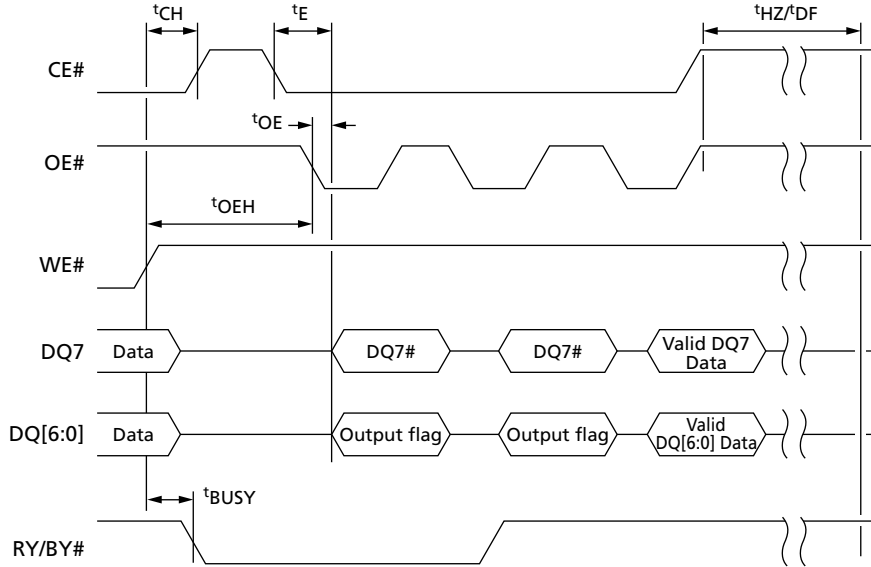 tCH
tE
tHZ/tDF
CE#
tOE
OE#
tOEH
WE#
DQ7
Data
DQ7#
DQ7#
Valid DQ7
Data
DQ[6:0]
Data
Output flag
Output flag
Valid
DQ[6:0] Data
tBUSY
RY/BY#